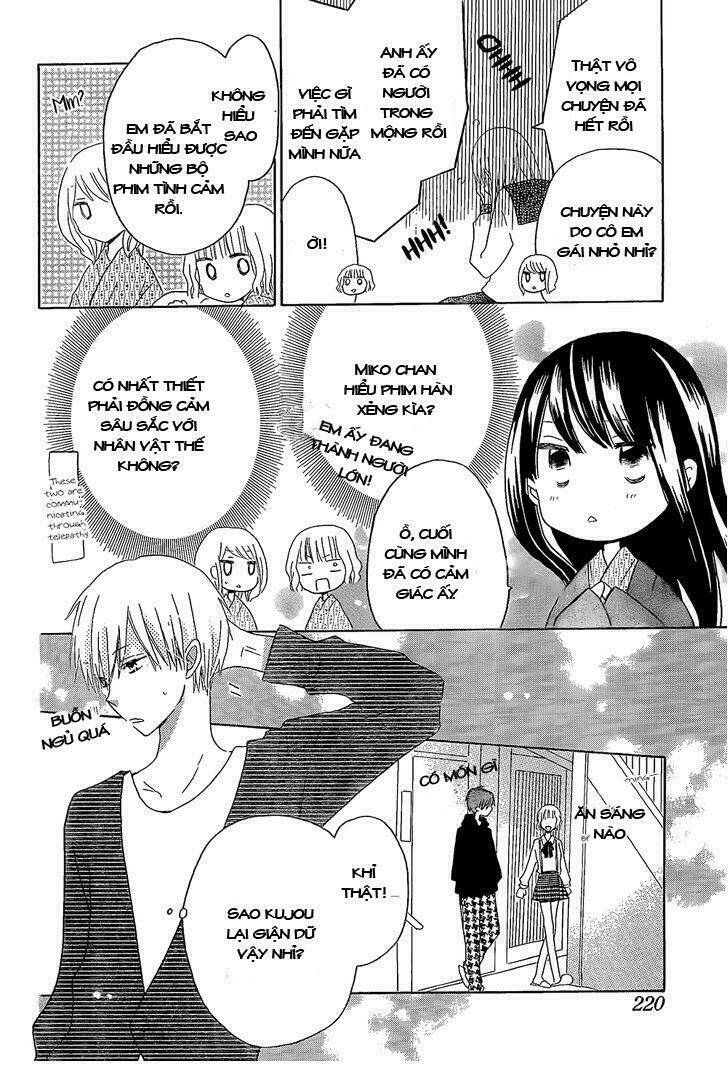 THẬT VÔ
VỌNG MỌI
CHUYỆN ĐÃ
HẾT RỒI
CHUYỆN NÀY
DO CÔ EM
GÁI NHỎ NHỈ?
OHHH
ANH ẤY
ĐÃ CÓ
NGƯỜI
TRONG
MỘNG RỒI
VIỆC GÌ
PHẢI TÌM
ĐẾN GẶP
MÌNH NỮA
HHH!
ỜI!
KHÔNG
HIỂU
SAO
EM ĐÃ BẮT
ĐẦU HIỂU ĐƯỢC
NHỮNG BỘ
PHIM TÌNH CẢM
RỒI.
Mm?
MIKO CHAN
HIỂU PHIM HÀN
XẺNG KÌA?
EM ẤY ĐANG
THÀNH NGƯỜI
LỚN!
CÓ NHẤT THIẾT
PHẢI ĐỒNG CẢM
SÂU SẮC VỚI
NHÂN VẬT THẾ
KHÔNG?
These
two are
commu-
nicating
through
telepathy
Ồ, CUỐI
CÙNG MÌNH
ĐÃ CÓ CẢM
GIÁC ẤY
BUỒN
NGỦ QUÁ
CÓ MÓN GÌ
ĂN SÁNG
NÀO
KHỈ
THẬT!
SAO KUJOU
LẠI GIẬN DỮ
VẬY NHỈ?
220